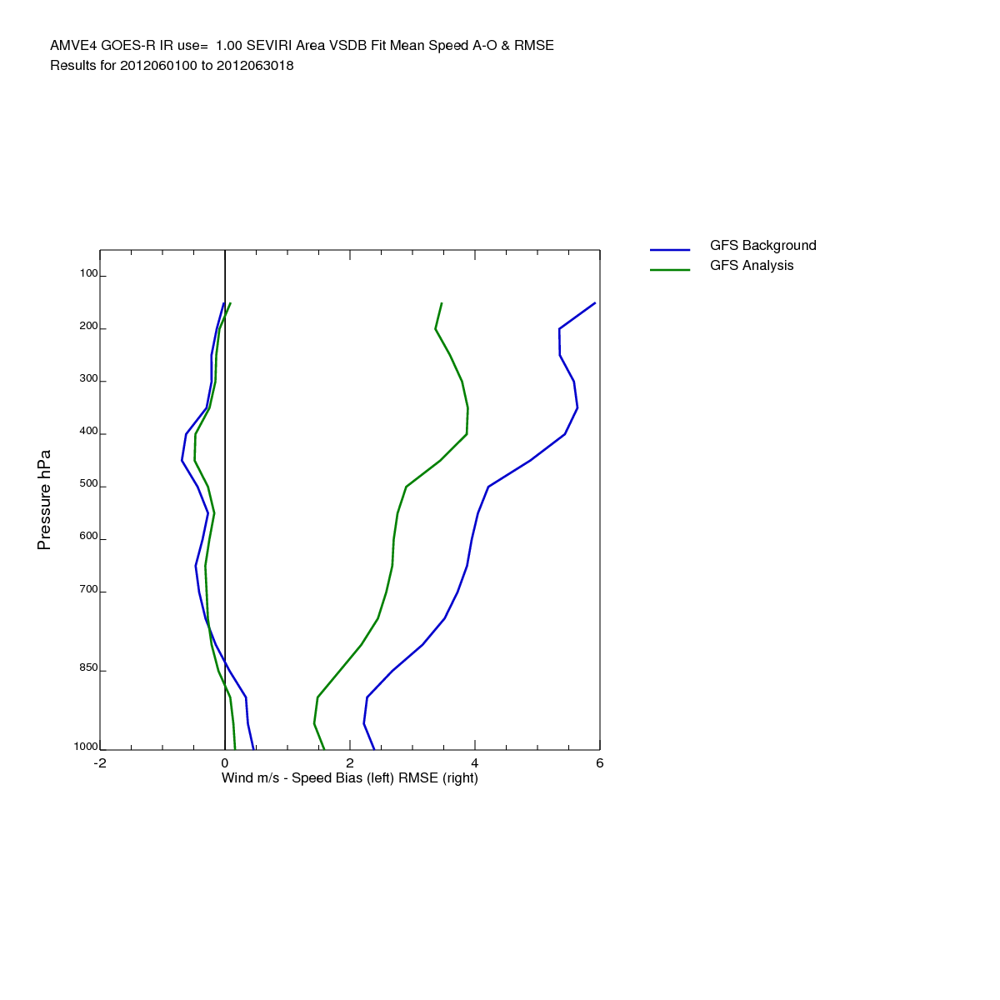 AMVE4 GOES-R IR use=  1.00 SEVIRI Area VSDB Fit Mean Speed A-O & RMSE
Results for 2012060100 to 2012063018
GFS Background
GFS Analysis
100
200
300
400
500
600
700
850
1000
Pressure hPa
-2 0 2 4 6
Wind m/s - Speed Bias (left) RMSE (right)